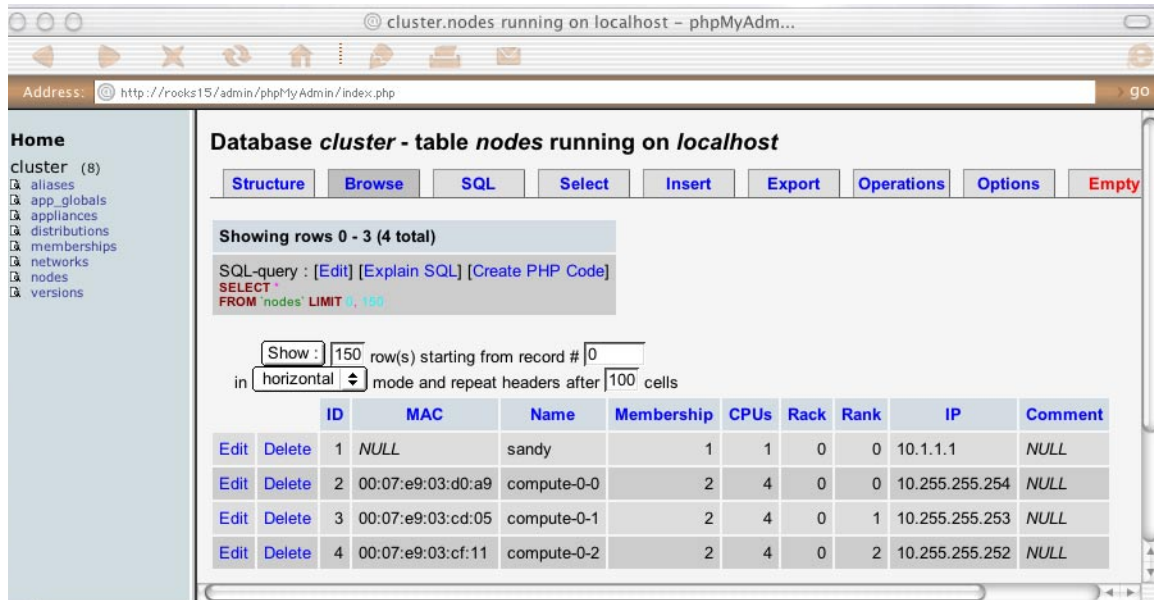 @ cluster.nodes running on localhost – phpMyAdm...
Address: @ http://rocks15/admin/phpMyAdmin/index.php go
Home
cluster (8)
aliases
app_globals
appliances
distributions
memberships
networks
nodes
versions
Database cluster - table nodes running on localhost
Structure Browse SQL Select Insert Export Operations Options Empty
Showing rows 0 - 3 (4 total)
SQL-query : [Edit] [Explain SQL] [Create PHP Code]
SELECT *
FROM `nodes` LIMIT 0, 150
Show : 150 row(s) starting from record # 0
in horizontal mode and repeat headers after 100 cells
ID MAC Name Membership CPUs Rack Rank IP Comment
Edit Delete 1 NULL sandy 1 1 0 0 10.1.1.1 NULL
Edit Delete 2 00:07:e9:03:d0:a9 compute-0-0 2 4 0 0 10.255.255.254 NULL
Edit Delete 3 00:07:e9:03:cd:05 compute-0-1 2 4 0 1 10.255.255.253 NULL
Edit Delete 4 00:07:e9:03:cf:11 compute-0-2 2 4 0 2 10.255.255.252 NULL